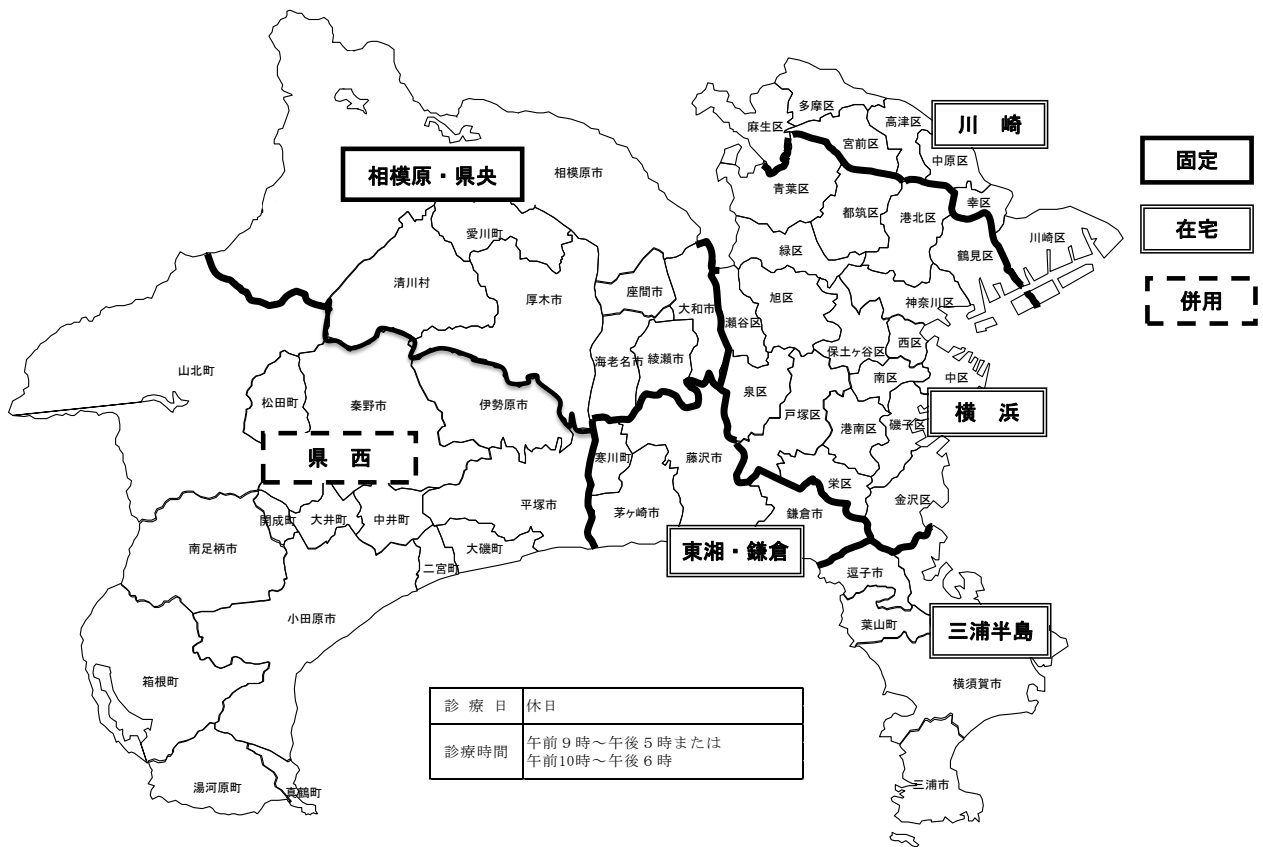 多摩区
麻生区
高津区
川　崎
宮前区
中原区
固定
相模原・県央
相模原市
青葉区
幸区
都筑区
港北区
在宅
愛川町
川崎区
緑区
鶴見区
清川村
厚木市
座間市
旭区
神奈川区
併用
大和市
瀬谷区
海老名市
綾瀬市
保土ヶ谷区
西区
山北町
南区
中区
泉区
松田町
秦野市
伊勢原市
戸塚区
横　浜
港南区
磯子区
県　西
寒川町
藤沢市
栄区
金沢区
平塚市
茅ヶ崎市
鎌倉市
開成町
大井町
中井町
南足柄市
大磯町
東湘・鎌倉
二宮町
逗子市
小田原市
葉山町
三浦半島
箱根町
横須賀市
診 療 日
休日
診療時間
午前９時～午後５時または
午前10時～午後６時
湯河原町
真鶴町
三浦市